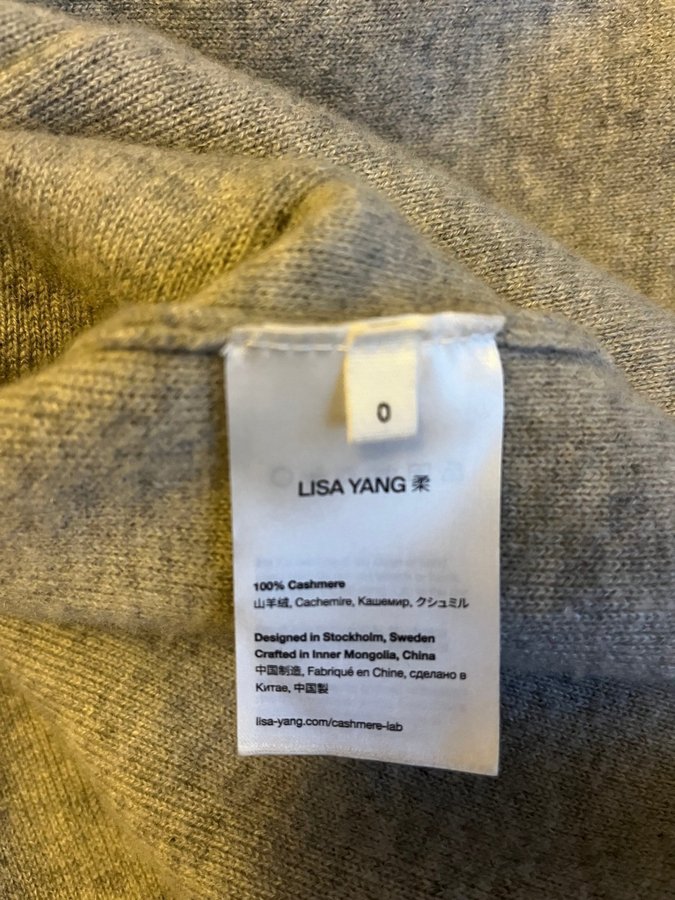 0
LISA YANG 柔
100% Cashmere
山羊绒, Cachemire, Кашемир, クシュミル
Designed in Stockholm, Sweden
Crafted in Inner Mongolia, China
中国制造, Fabriqué en Chine, сделано в
Китае, 中国製
lisa-yang.com/cashmere-lab